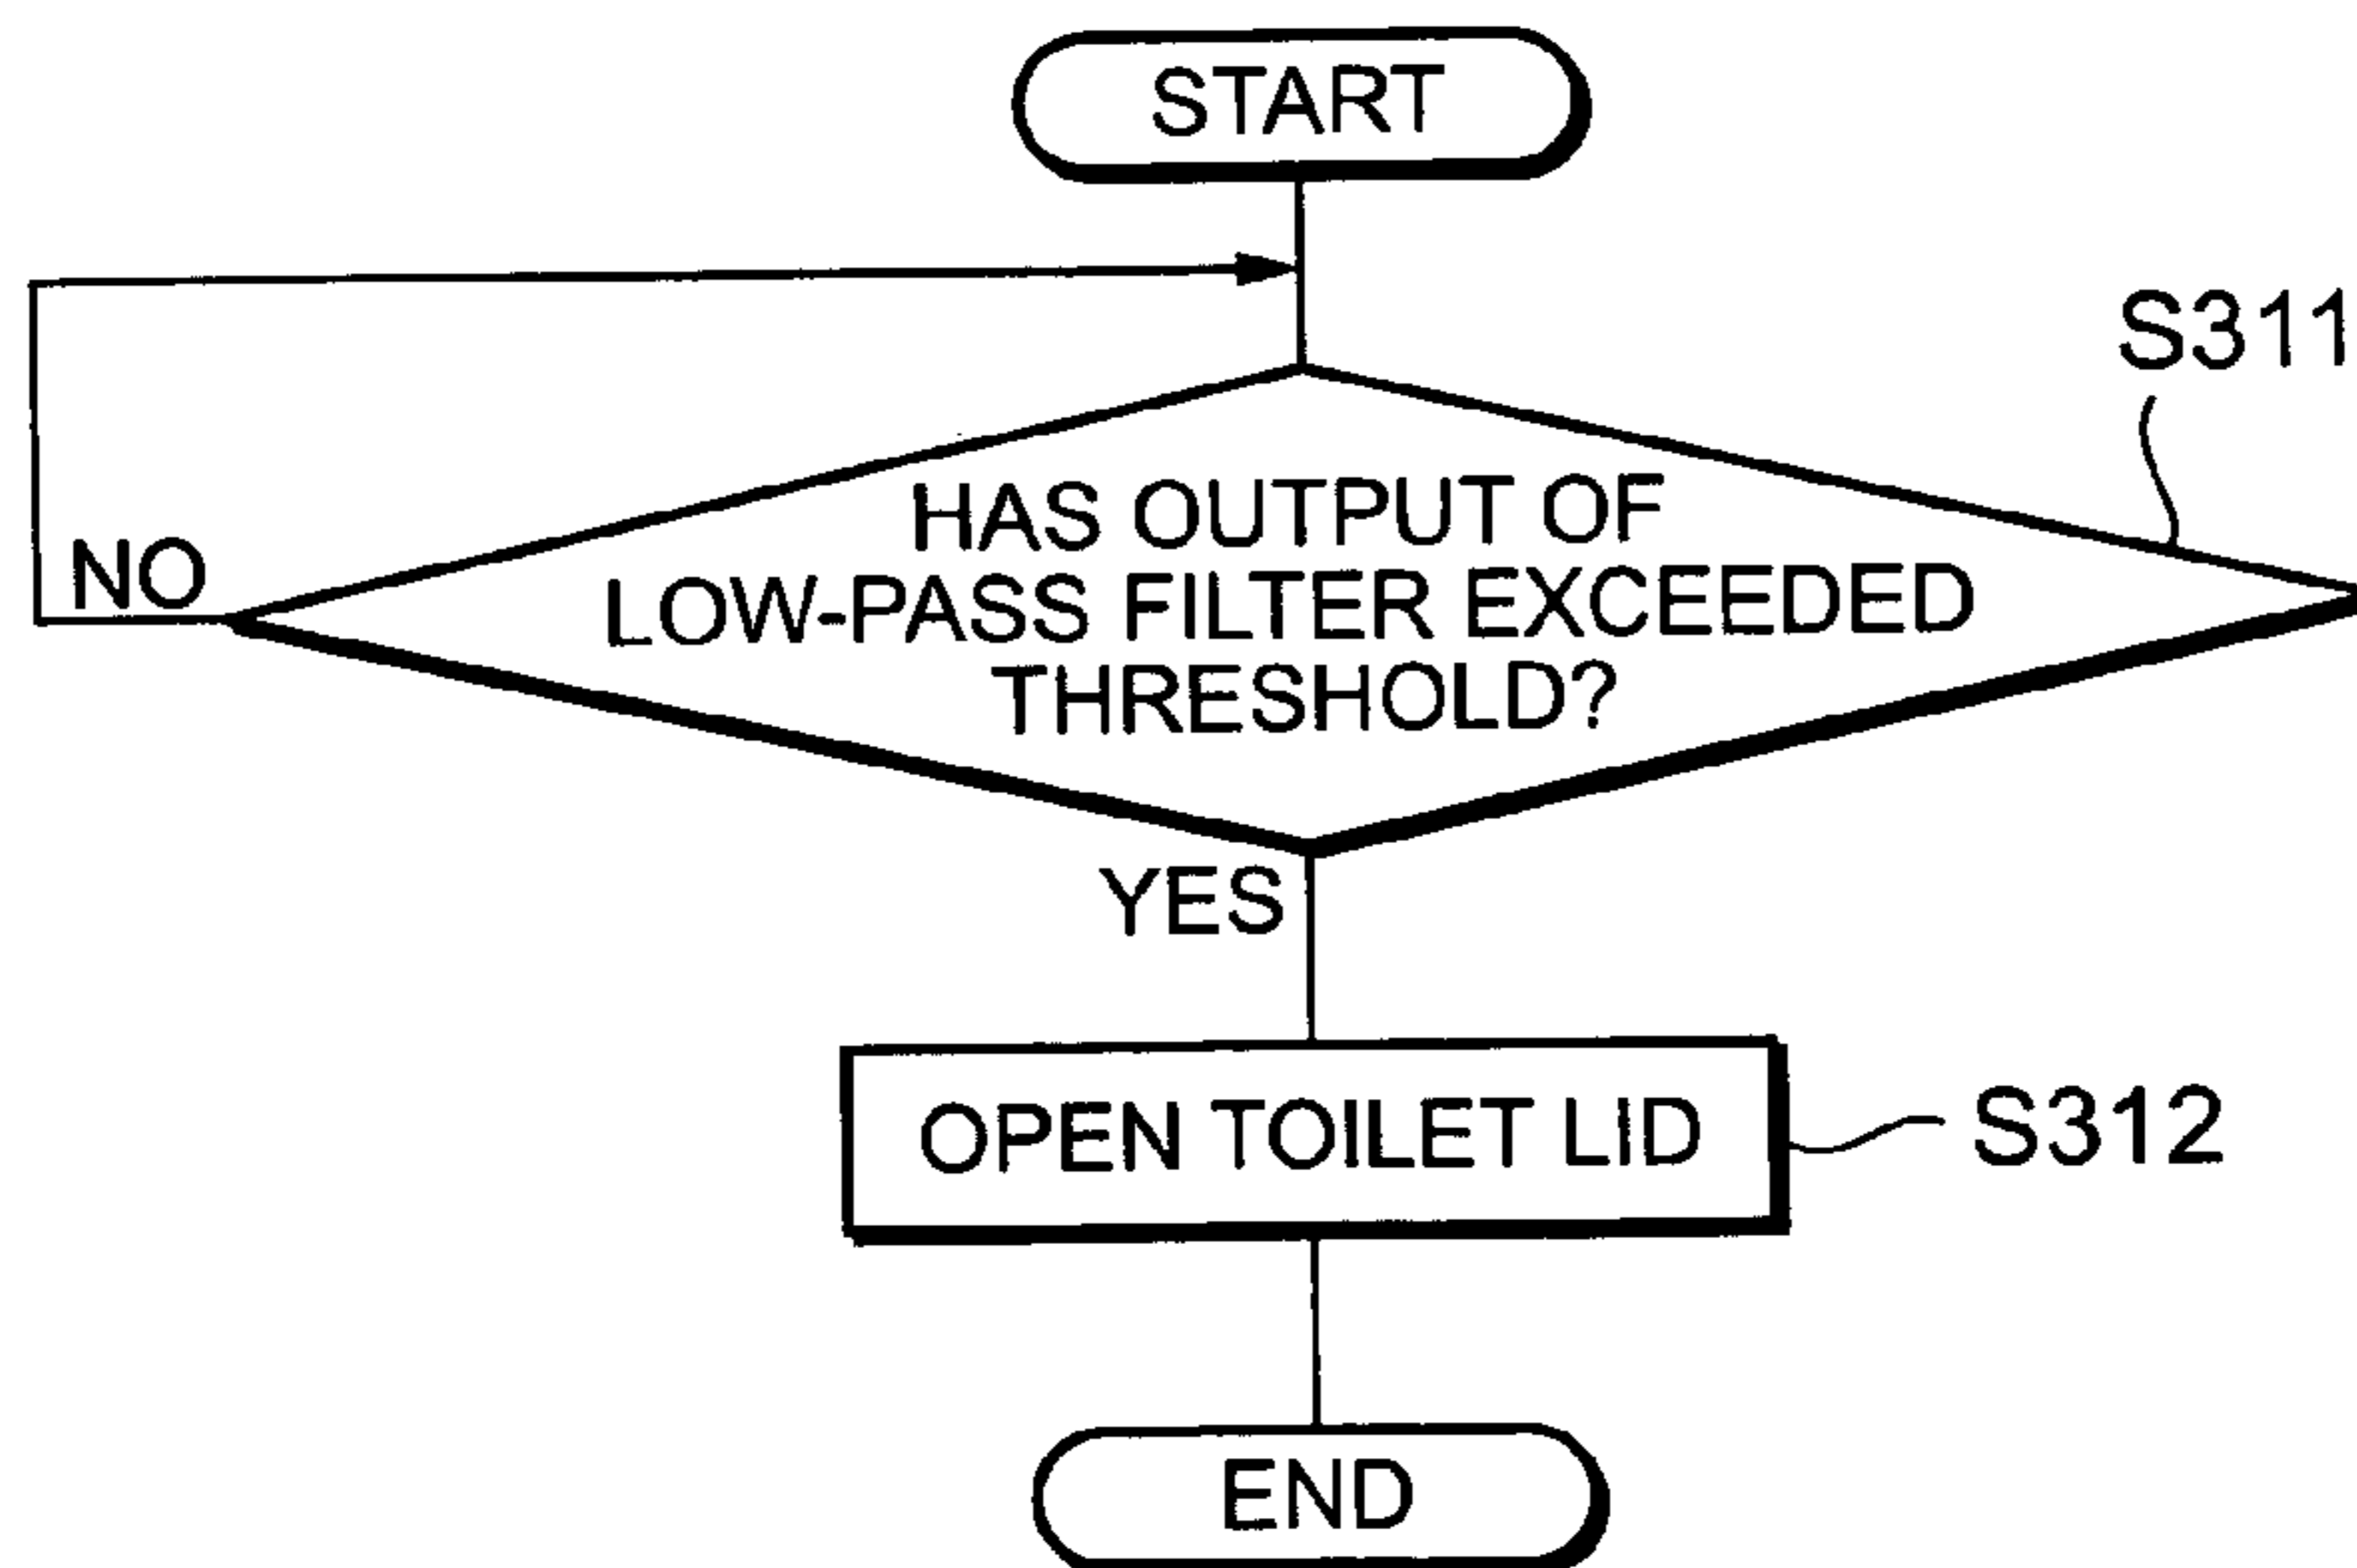 START
S311
HAS OUTPUT OF
LOW-PASS FILTER EXCEEDED
THRESHOLD?
NO
YES
OPEN TOILET LID
S312
END